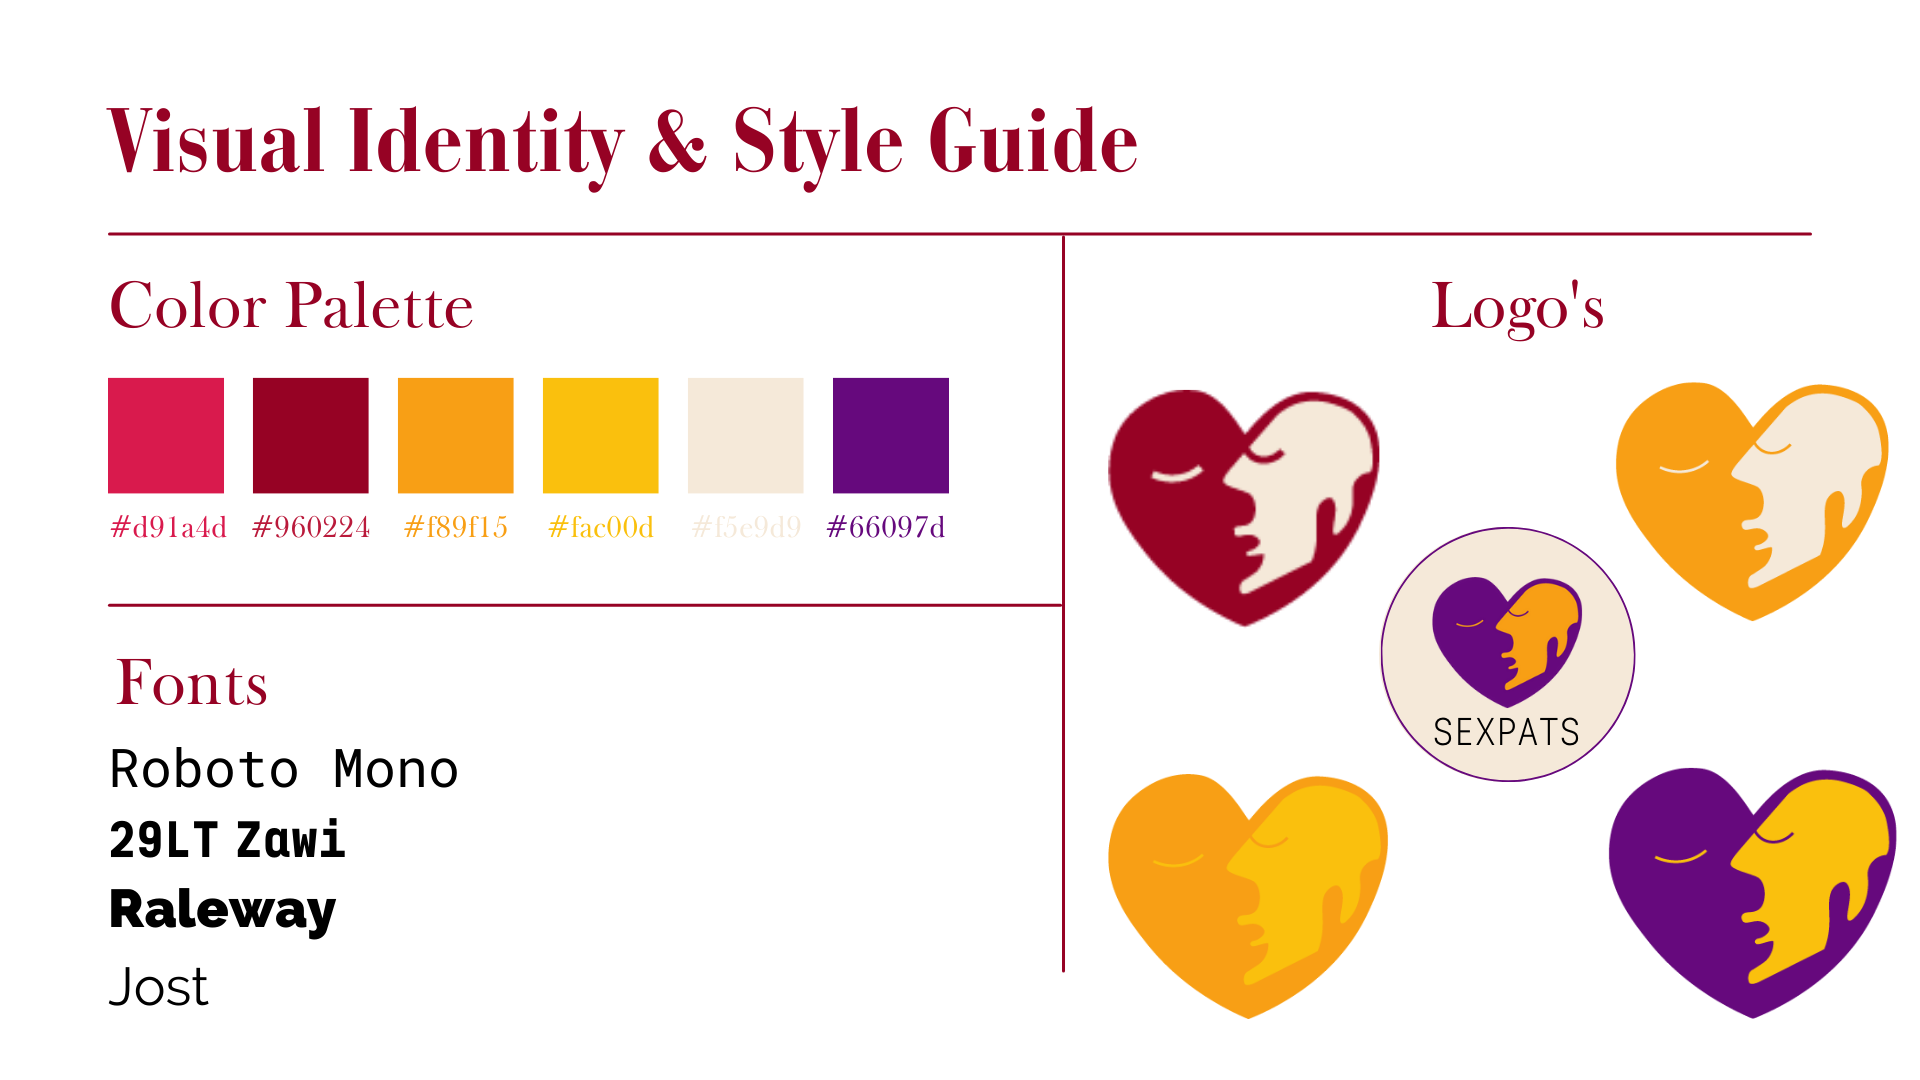 Visual Identity & Style Guide
Color Palette
#d91a4d #960224 #f89f15 #fac00d #f5e9d9 #66097d
Fonts
Roboto Mono
29LT Zawi
Raleway
Jost
Logo's
SEXPATS